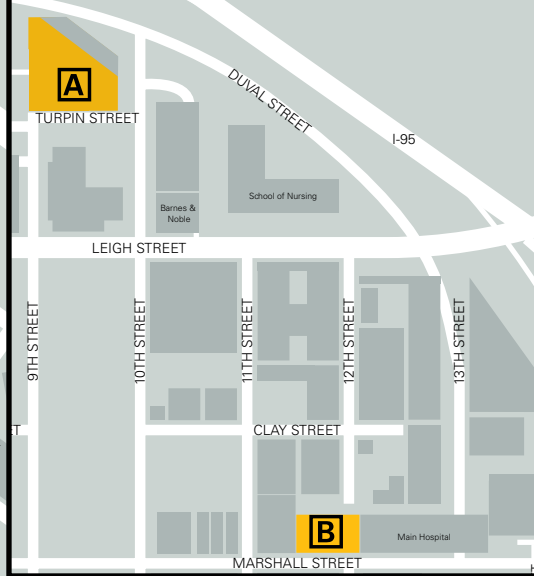 A
TURPIN STREET
DUVAL STREET
I-95
School of Nursing
Barnes &
Noble
LEIGH STREET
9TH STREET
10TH STREET
11TH STREET
12TH STREET
13TH STREET
ET
CLAY STREET
B
Main Hospital
MARSHALL STREET